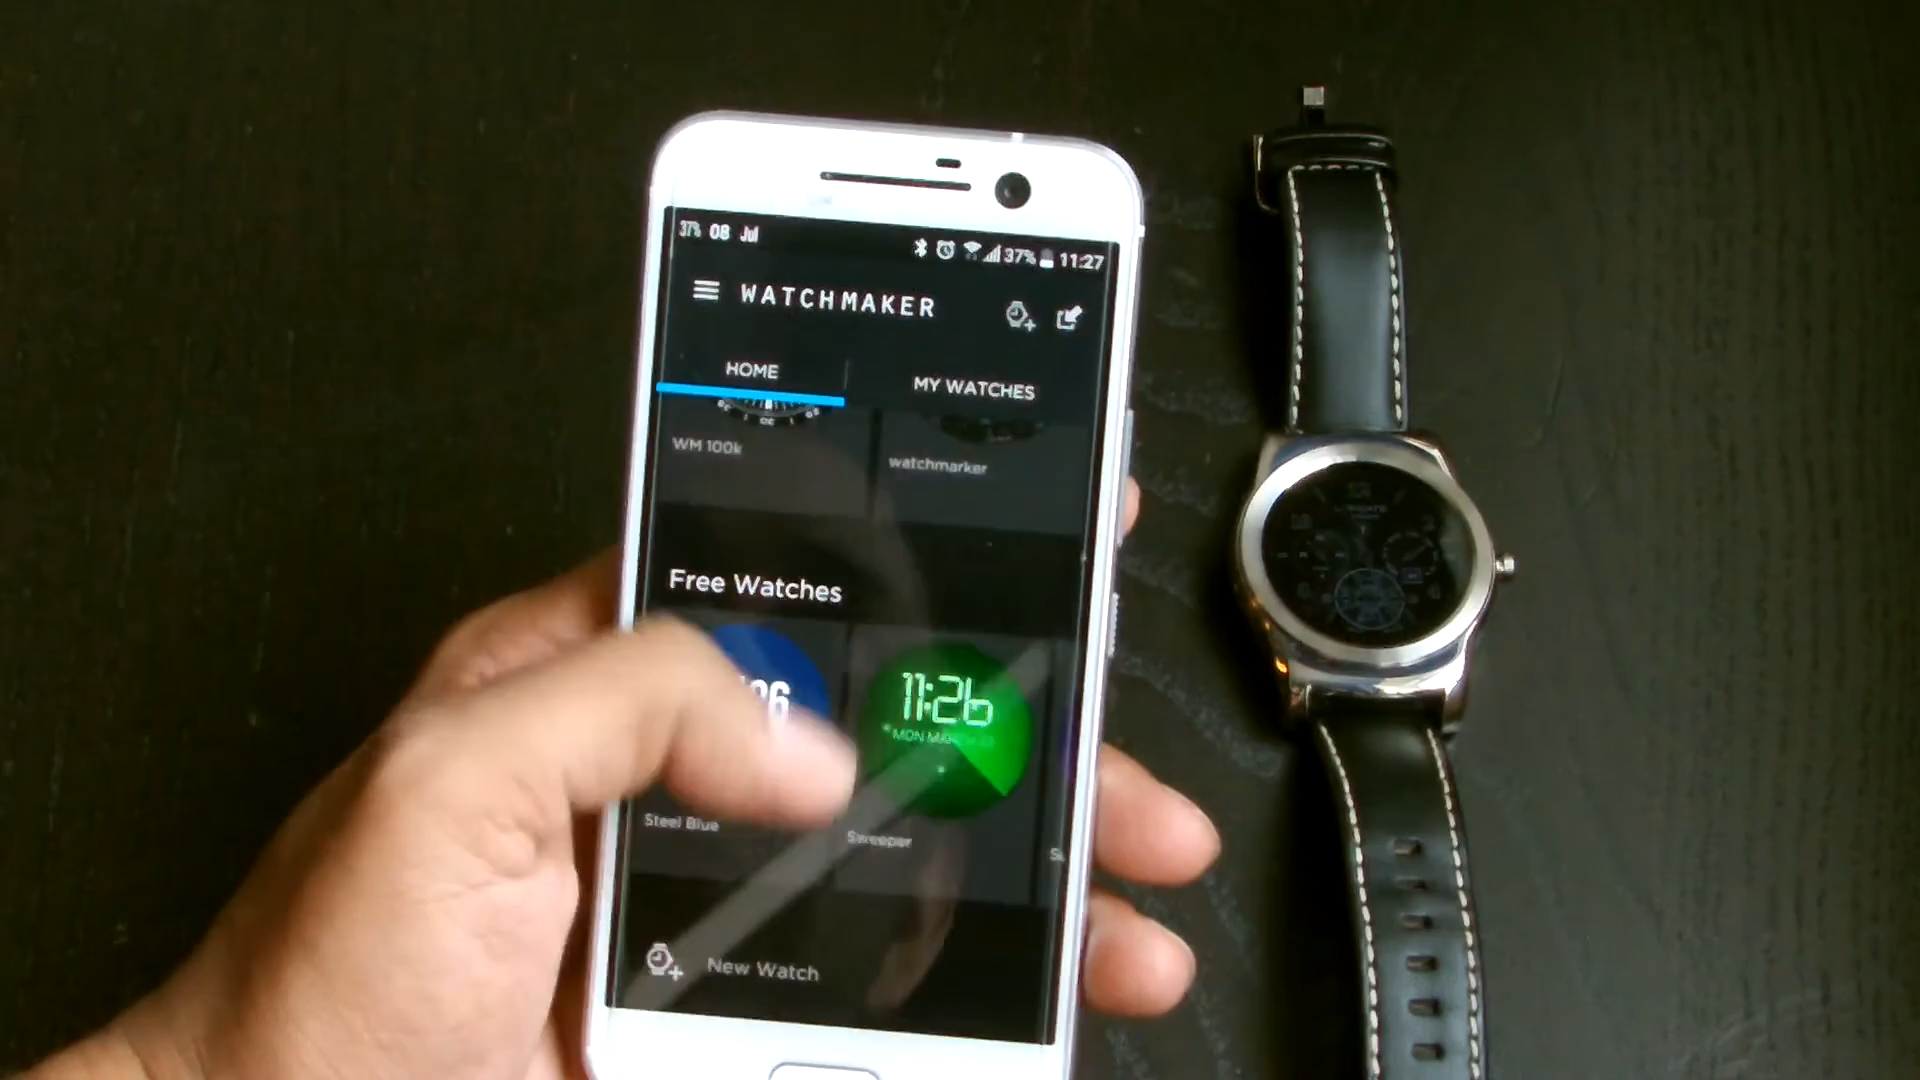 37% 08 Jul 37% 11:27
WATCHMAKER
HOME MY WATCHES
WM 100k watchmarker
Free Watches
11:26
MON
Steel Blue Sweeper
New Watch